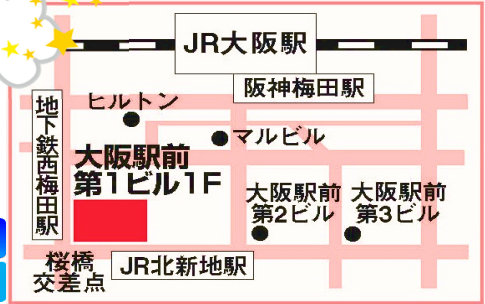 JR大阪駅
阪神梅田駅
ヒルトン
マルビル
地下鉄西梅田駅
大阪駅前
第1ビル1F
大阪駅前
第2ビル
大阪駅前
第3ビル
桜橋
交差点
JR北新地駅